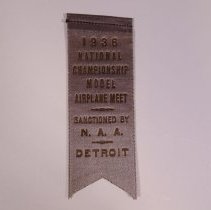 1936
NATIONAL
CHAMPIONSHIP
MODEL
AIRPLANE MEET
SANCTIONED BY
N. A. A.
DETROIT